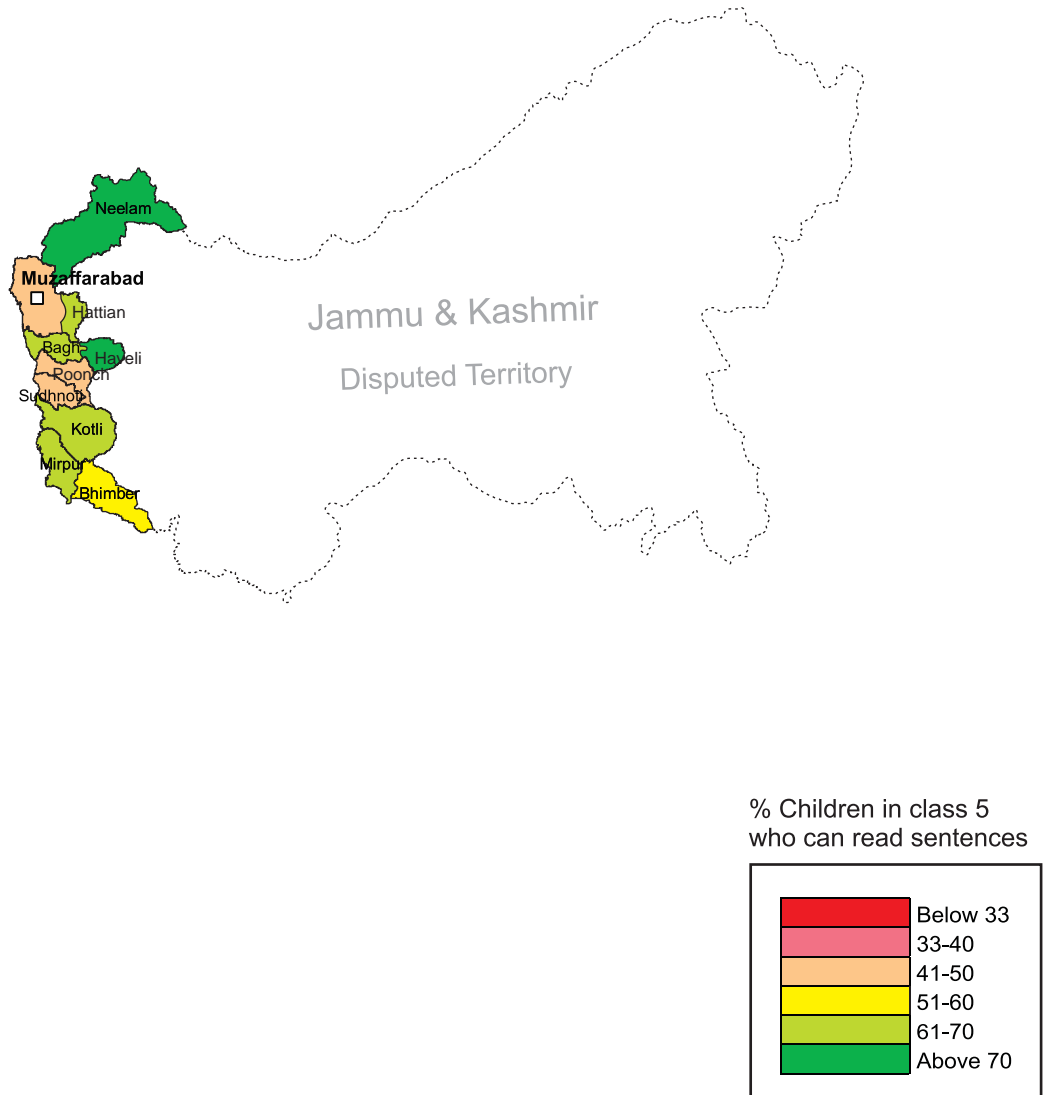 Neelam
Muzaffarabad
Hattian
Jammu & Kashmir
Disputed Territory
Bagh
Haveli
Poonch
Sudhnoti
Kotli
Mirpur
Bhimber
% Children in class 5
who can read sentences
Below 33
33-40
41-50
51-60
61-70
Above 70